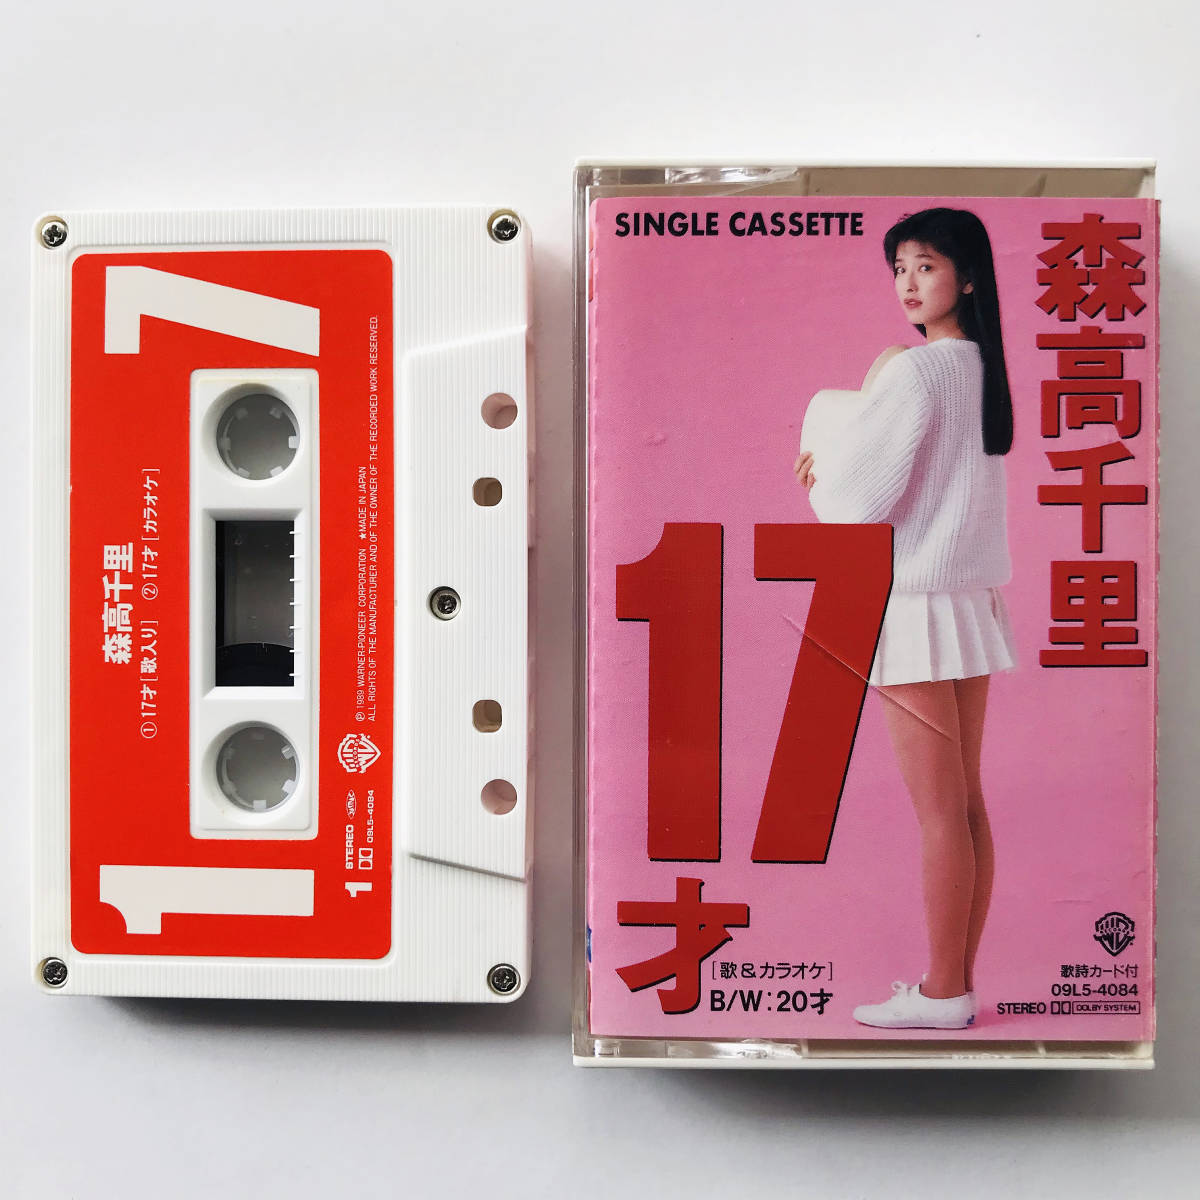 17
森高千里
①17才[歌入り] ②17才[カラオケ]
Ⓟ 1989 WARNER-PIONEER CORPORATION ★MADE IN JAPAN
ALL RIGHTS OF THE MANUFACTURER AND OF THE OWNER OF THE RECORDED WORK RESERVED.
1
STEREO
09L5-4084
SINGLE CASSETTE
森高千里
17才
[歌&カラオケ]
B/W:20才
歌詩カード付
09L5-4084
STEREO DOLBY SYSTEM